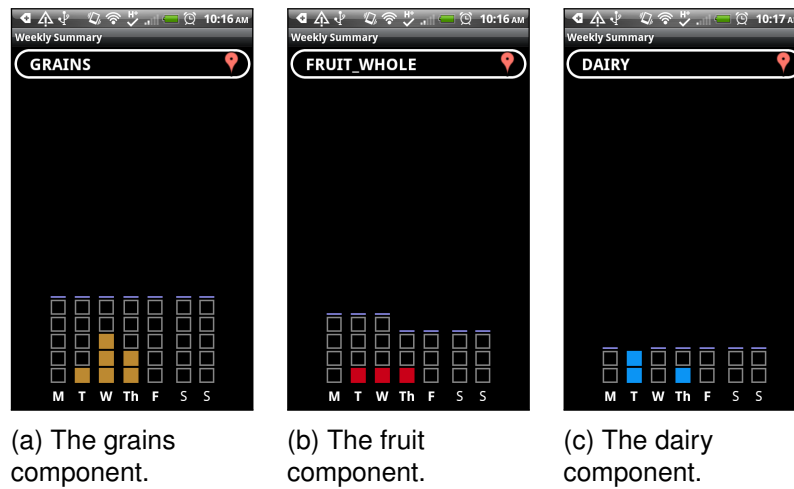 10:16 AM
Weekly Summary
GRAINS
M T W Th F S S
(a) The grains
component.
10:16 AM
Weekly Summary
FRUIT_WHOLE
M T W Th F S S
(b) The fruit
component.
10:17 A
Weekly Summary
DAIRY
M T W Th F S S
(c) The dairy
component.